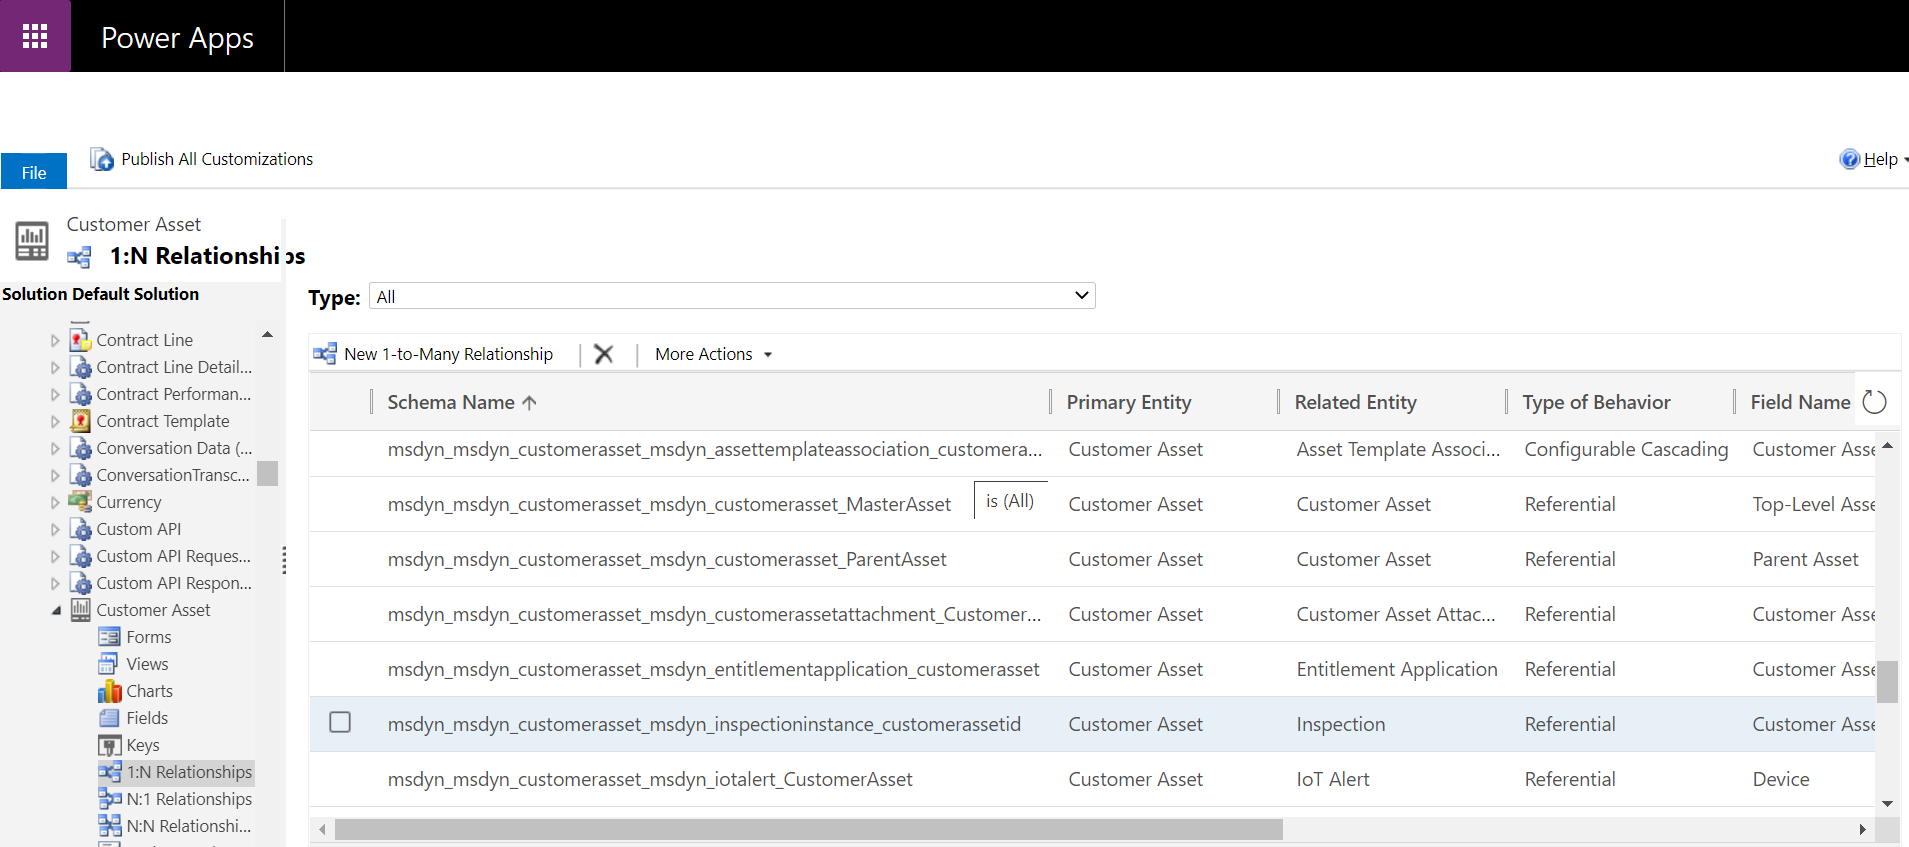 Power Apps
File
Publish All Customizations
Help
Customer Asset
1:N Relationships
Solution Default Solution
Contract Line
Contract Line Detail...
Contract Performan...
Contract Template
Conversation Data (...
ConversationTransc...
Currency
Custom API
Custom API Reques...
Custom API Respon...
Customer Asset
Forms
Views
Charts
Fields
Keys
1:N Relationships
N:1 Relationships
N:N Relationshi...
Type: All
New 1-to-Many Relationship More Actions
Schema Name Primary Entity Related Entity Type of Behavior Field Name
msdyn_msdyn_customerasset_msdyn_assettemplateassociation_customera... Customer Asset Asset Template Associ... Configurable Cascading Customer Asse
msdyn_msdyn_customerasset_msdyn_customerasset_MasterAsset is (All) Customer Asset Customer Asset Referential Top-Level Asse
msdyn_msdyn_customerasset_msdyn_customerasset_ParentAsset Customer Asset Customer Asset Referential Parent Asset
msdyn_msdyn_customerasset_msdyn_customerassetattachment_Customer... Customer Asset Customer Asset Attac... Referential Customer Asse
msdyn_msdyn_customerasset_msdyn_entitlementapplication_customerasset Customer Asset Entitlement Application Referential Customer Asse
msdyn_msdyn_customerasset_msdyn_inspectioninstance_customerassetid Customer Asset Inspection Referential Customer Asse
msdyn_msdyn_customerasset_msdyn_iotalert_CustomerAsset Customer Asset IoT Alert Referential Device